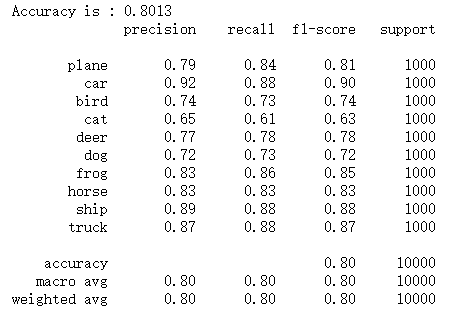 Accuracy is : 0.8013
precision recall f1-score support
plane 0.79 0.84 0.81 1000
car 0.92 0.88 0.90 1000
bird 0.74 0.73 0.74 1000
cat 0.65 0.61 0.63 1000
deer 0.77 0.78 0.78 1000
dog 0.72 0.73 0.72 1000
frog 0.83 0.86 0.85 1000
horse 0.83 0.83 0.83 1000
ship 0.89 0.88 0.88 1000
truck 0.87 0.88 0.87 1000
accuracy 0.80 10000
macro avg 0.80 0.80 0.80 10000
weighted avg 0.80 0.80 0.80 10000